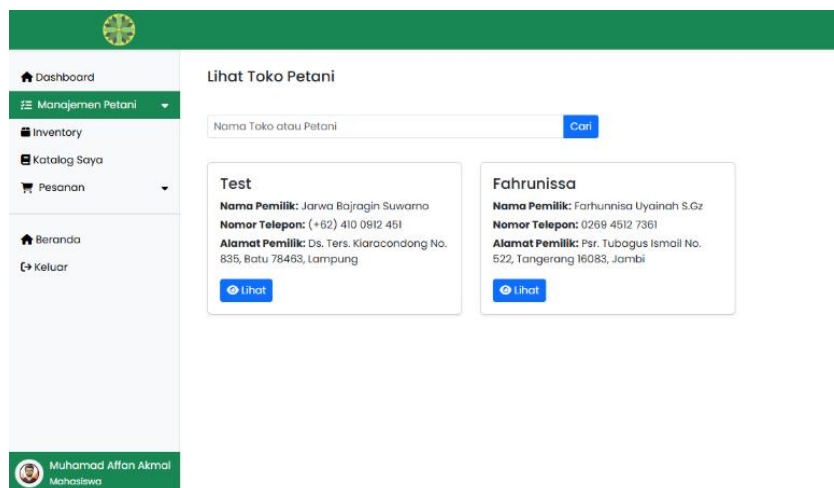 Dashboard
Manajemen Petani
Inventory
Katalog Saya
Pesanan
Beranda
Keluar
Muhamad Affan Akmal
Mahasiswa
Lihat Toko Petani
Nama Toko atau Petani
Cari
Test
Nama Pemilik: Jarwa Bajragin Suwarno
Nomor Telepon: (+62) 410 0912 451
Alamat Pemilik: Ds. Ters. Kiaracondong No.
835, Batu 78463, Lampung
Lihat
Fahrunissa
Nama Pemilik: Farhunnisa Uyainah S.Gz
Nomor Telepon: 0269 4512 7361
Alamat Pemilik: Psr. Tubagus Ismail No.
522, Tangerang 16083, Jambi
Lihat